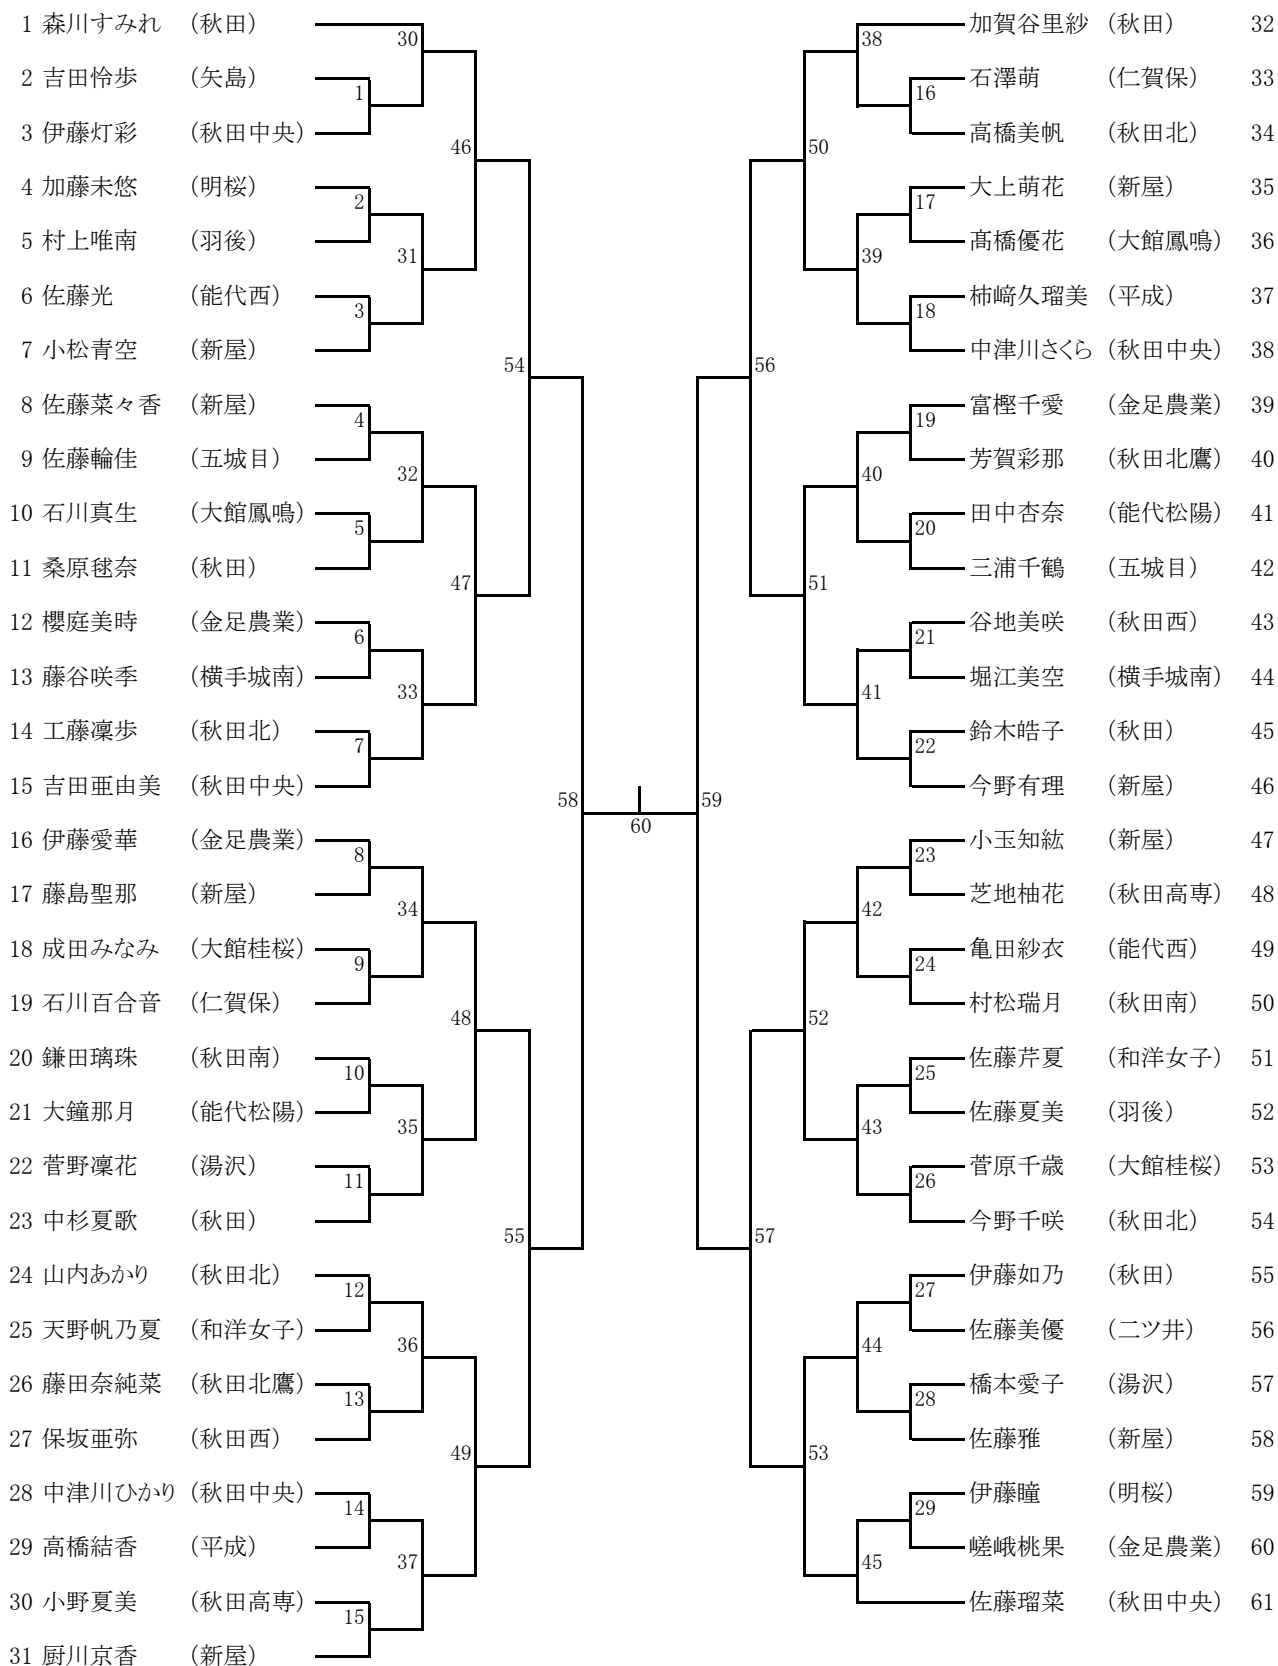 1 森川すみれ (秋田)
2 吉田怜歩 (矢島)
3 伊藤灯彩 (秋田中央)
4 加藤未悠 (明桜)
5 村上唯南 (羽後)
6 佐藤光 (能代西)
7 小松青空 (新屋)
8 佐藤菜々香 (新屋)
9 佐藤輪佳 (五城目)
10 石川真生 (大館鳳鳴)
11 桑原毬奈 (秋田)
12 櫻庭美時 (金足農業)
13 藤谷咲季 (横手城南)
14 工藤凜歩 (秋田北)
15 吉田亜由美 (秋田中央)
16 伊藤愛華 (金足農業)
17 藤島聖那 (新屋)
18 成田みなみ (大館桂桜)
19 石川百合音 (仁賀保)
20 鎌田璃珠 (秋田南)
21 大鐘那月 (能代松陽)
22 菅野凜花 (湯沢)
23 中杉夏歌 (秋田)
24 山内あかり (秋田北)
25 天野帆乃夏 (和洋女子)
26 藤田奈純菜 (秋田北鷹)
27 保坂亜弥 (秋田西)
28 中津川ひかり (秋田中央)
29 高橋結香 (平成)
30 小野夏美 (秋田高専)
31 厨川京香 (新屋)
1
2
3
4
5
6
7
8
9
10
11
12
13
14
15
30
31
32
33
34
35
36
37
46
47
48
49
54
55
58
60
59
56
57
50
51
52
53
38
39
40
41
42
43
44
45
16
17
18
19
20
21
22
23
24
25
26
27
28
29
加賀谷里紗 (秋田) 32
石澤萌 (仁賀保) 33
高橋美帆 (秋田北) 34
大上萌花 (新屋) 35
髙橋優花 (大館鳳鳴) 36
柿﨑久瑠美 (平成) 37
中津川さくら (秋田中央) 38
富樫千愛 (金足農業) 39
芳賀彩那 (秋田北鷹) 40
田中杏奈 (能代松陽) 41
三浦千鶴 (五城目) 42
谷地美咲 (秋田西) 43
堀江美空 (横手城南) 44
鈴木皓子 (秋田) 45
今野有理 (新屋) 46
小玉知紘 (新屋) 47
芝地柚花 (秋田高専) 48
亀田紗衣 (能代西) 49
村松瑞月 (秋田南) 50
佐藤芹夏 (和洋女子) 51
佐藤夏美 (羽後) 52
菅原千歳 (大館桂桜) 53
今野千咲 (秋田北) 54
伊藤如乃 (秋田) 55
佐藤美優 (二ツ井) 56
橋本愛子 (湯沢) 57
佐藤雅 (新屋) 58
伊藤瞳 (明桜) 59
嵯峨桃果 (金足農業) 60
佐藤瑠菜 (秋田中央) 61